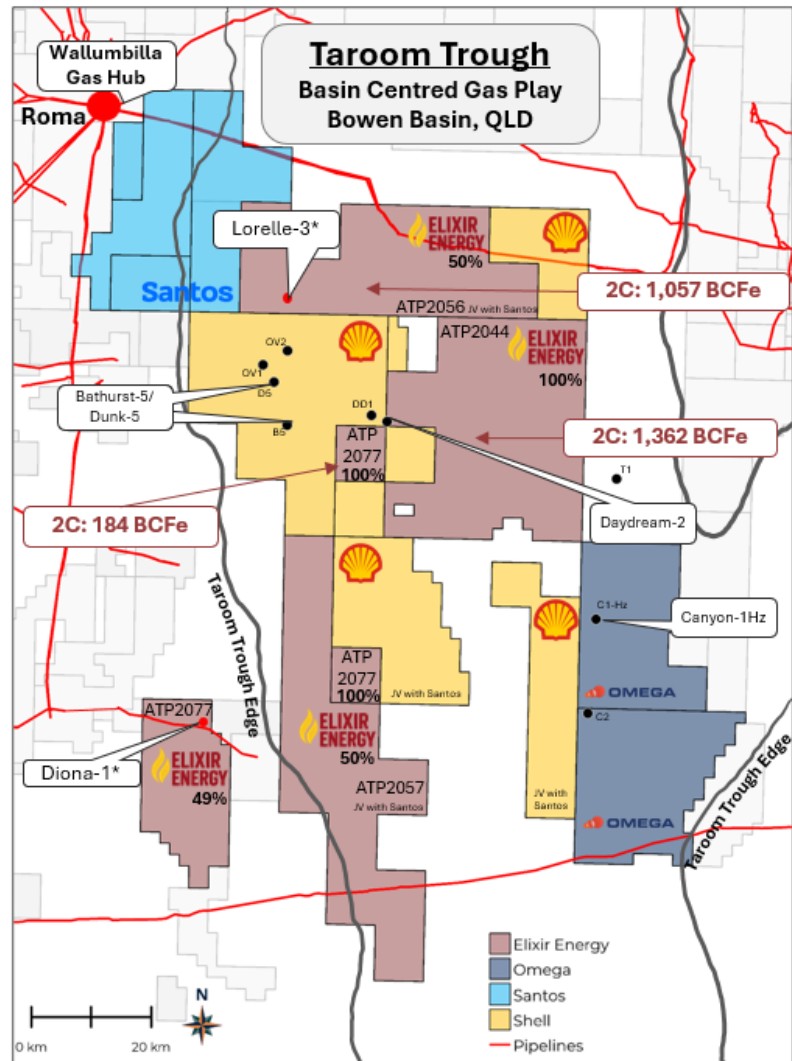 Taroom Trough
Basin Centred Gas Play
Bowen Basin, QLD
Wallumbilla
Gas Hub
Roma
Lorelle-3*
ELIXIR
ENERGY
50%
Santos
2C: 1,057 BCFe
ATP2056 JV with Santos
ATP2044
ELIXIR
ENERGY
100%
OV2
OV1
D5
Bathurst-5/
Dunk-5
B5
DD1
ATP
2077
100%
2C: 1,362 BCFe
T1
2C: 184 BCFe
Daydream-2
Taroom Trough Edge
C1-Hz
Canyon-1Hz
ATP
2077
100%
JV with Santos
OMEGA
C2
ATP2077
Diona-1*
ELIXIR
ENERGY
49%
ELIXIR
ENERGY
50%
ATP2057
JV with Santos
JV with
Santos
OMEGA
Taroom Trough Edge
Elixir Energy
Omega
Santos
Shell
Pipelines
N
0 km
20 km